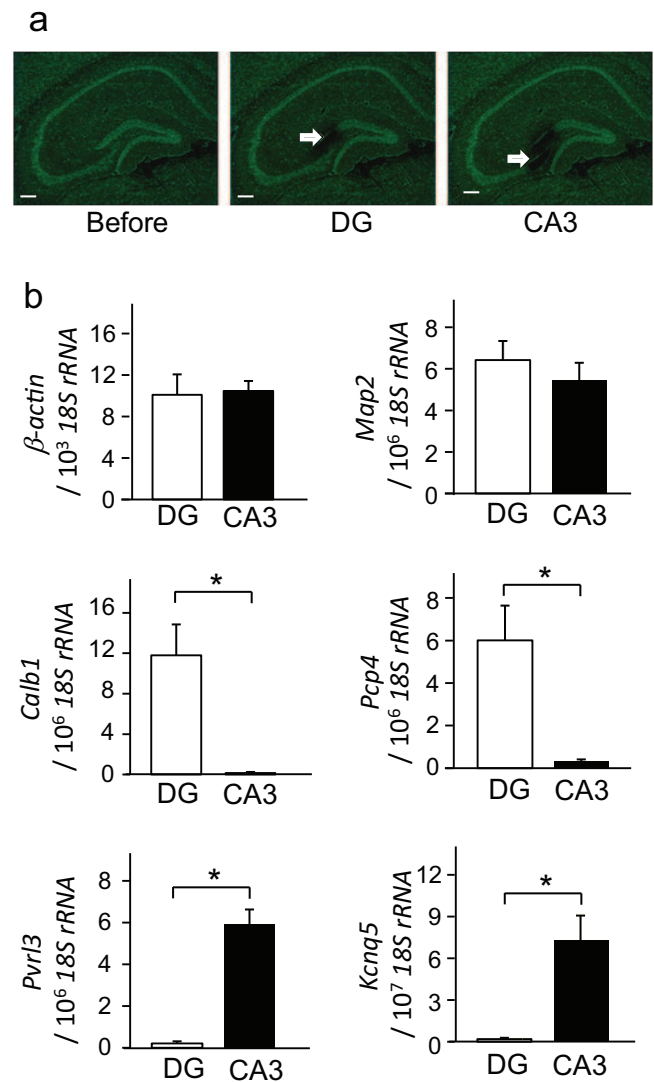 a
Before DG CA3
b
β-actin
/ 10³ 18S rRNA
16
12
8
4
0
DG CA3
Map2
/ 10⁶ 18S rRNA
8
6
4
2
0
DG CA3
Calb1
/ 10⁶ 18S rRNA
16
12
8
4
0
*
DG CA3
Pcp4
/ 10⁶ 18S rRNA
8
6
4
2
0
*
DG CA3
Pvrl3
/ 10⁶ 18S rRNA
8
6
4
2
0
*
DG CA3
Kcnq5
/ 10⁷ 18S rRNA
12
9
6
3
0
*
DG CA3